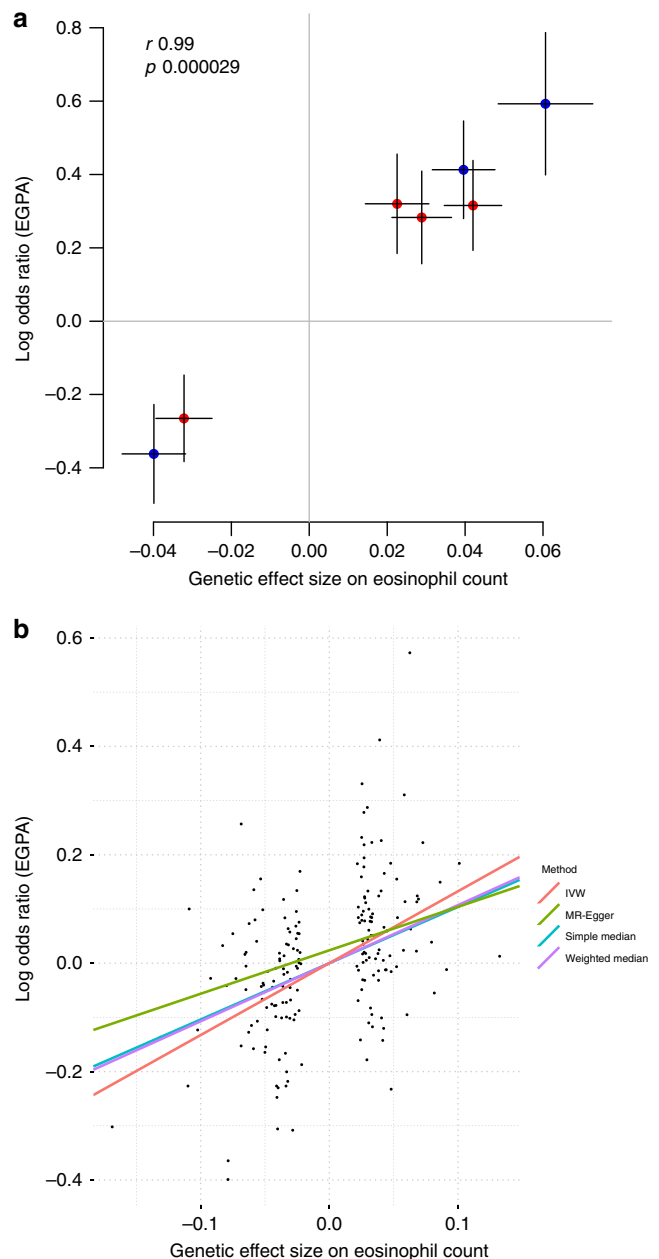 a
r 0.99
p 0.000029
0.8
0.6
0.4
0.2
0.0
−0.2
−0.4
Log odds ratio (EGPA)
−0.04 −0.02 0.00 0.02 0.04 0.06
Genetic effect size on eosinophil count
b
0.6
0.4
0.2
0.0
−0.2
−0.4
Log odds ratio (EGPA)
−0.1 0.0 0.1
Genetic effect size on eosinophil count
Method
IVW
MR-Egger
Simple median
Weighted median